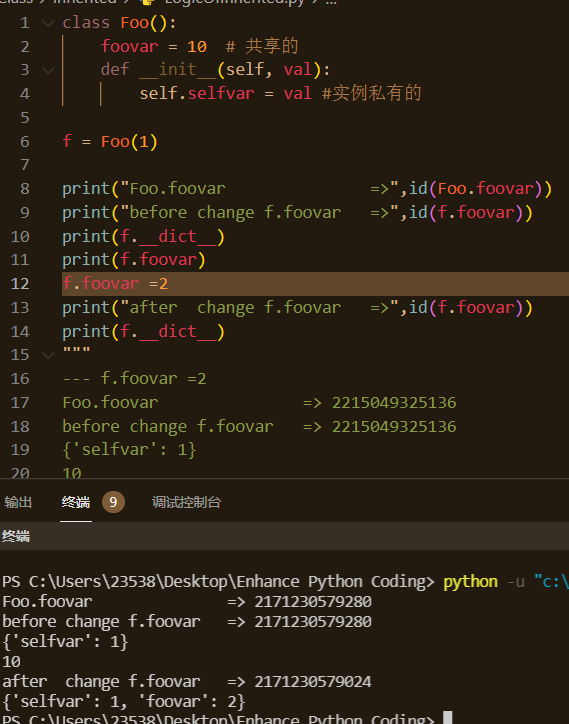 Class > Inherited > LogicOfInherited.py > ...
1 class Foo():
2 foovar = 10 # 共享的
3 def __init__(self, val):
4 self.selfvar = val #实例私有的
5
6 f = Foo(1)
7
8 print("Foo.foovar =>",id(Foo.foovar))
9 print("before change f.foovar =>",id(f.foovar))
10 print(f.__dict__)
11 print(f.foovar)
12 f.foovar =2
13 print("after change f.foovar =>",id(f.foovar))
14 print(f.__dict__)
15 """
16 --- f.foovar =2
17 Foo.foovar => 2215049325136
18 before change f.foovar => 2215049325136
19 {'selfvar': 1}
20 10
输出 终端 9 调试控制台
终端
PS C:\Users\23538\Desktop\Enhance Python Coding> python -u "c:\
Foo.foovar => 2171230579280
before change f.foovar => 2171230579280
{'selfvar': 1}
10
after change f.foovar => 2171230579024
{'selfvar': 1, 'foovar': 2}
PS C:\Users\23538\Desktop\Enhance Python Coding>